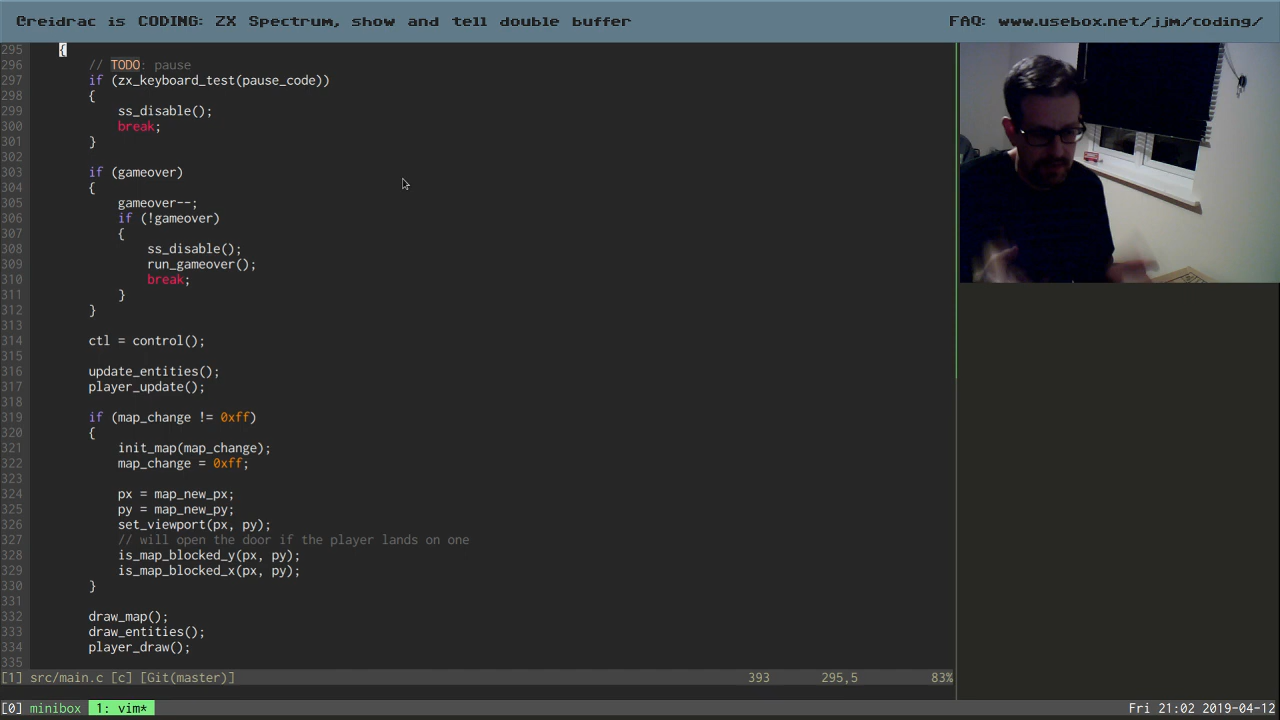 @reidrac is CODING: ZX Spectrum, show and tell double buffer
FAQ: www.usebox.net/jjm/coding/
295 {
296 // TODO: pause
297 if (zx_keyboard_test(pause_code))
298 {
299 ss_disable();
300 break;
301 }
302
303 if (gameover)
304 {
305 gameover--;
306 if (!gameover)
307 {
308 ss_disable();
309 run_gameover();
310 break;
311 }
312 }
313
314 ctl = control();
315
316 update_entities();
317 player_update();
318
319 if (map_change != 0xff)
320 {
321 init_map(map_change);
322 map_change = 0xff;
323
324 px = map_new_px;
325 py = map_new_py;
326 set_viewport(px, py);
327 // will open the door if the player lands on one
328 is_map_blocked_y(px, py);
329 is_map_blocked_x(px, py);
330 }
331
332 draw_map();
333 draw_entities();
334 player_draw();
335
[1] src/main.c [c] [Git(master)] 393 295,5 83%
[0] minibox 1: vim* Fri 21:02 2019-04-12